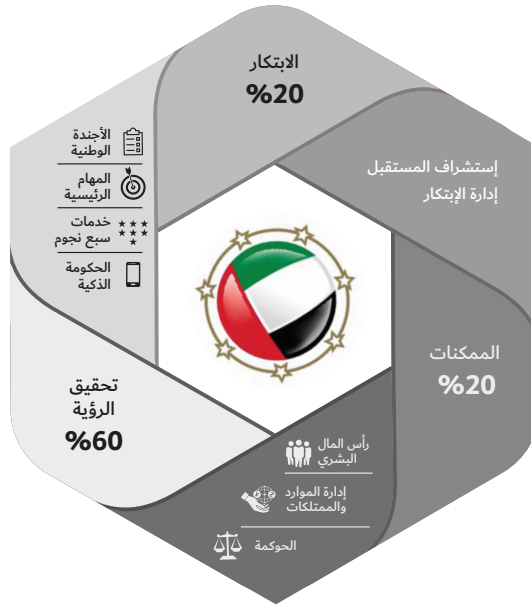 الابتكار
%20
إستشراف المستقبل
إدارة الإبتكار
الأجندة
الوطنية
المهام
الرئيسية
خدمات
سبع نجوم
الحكومة
الذكية
الممكنات
%20
تحقيق
الرؤية
%60
رأس المال
البشري
إدارة الموارد
والممتلكات
الحوكمة